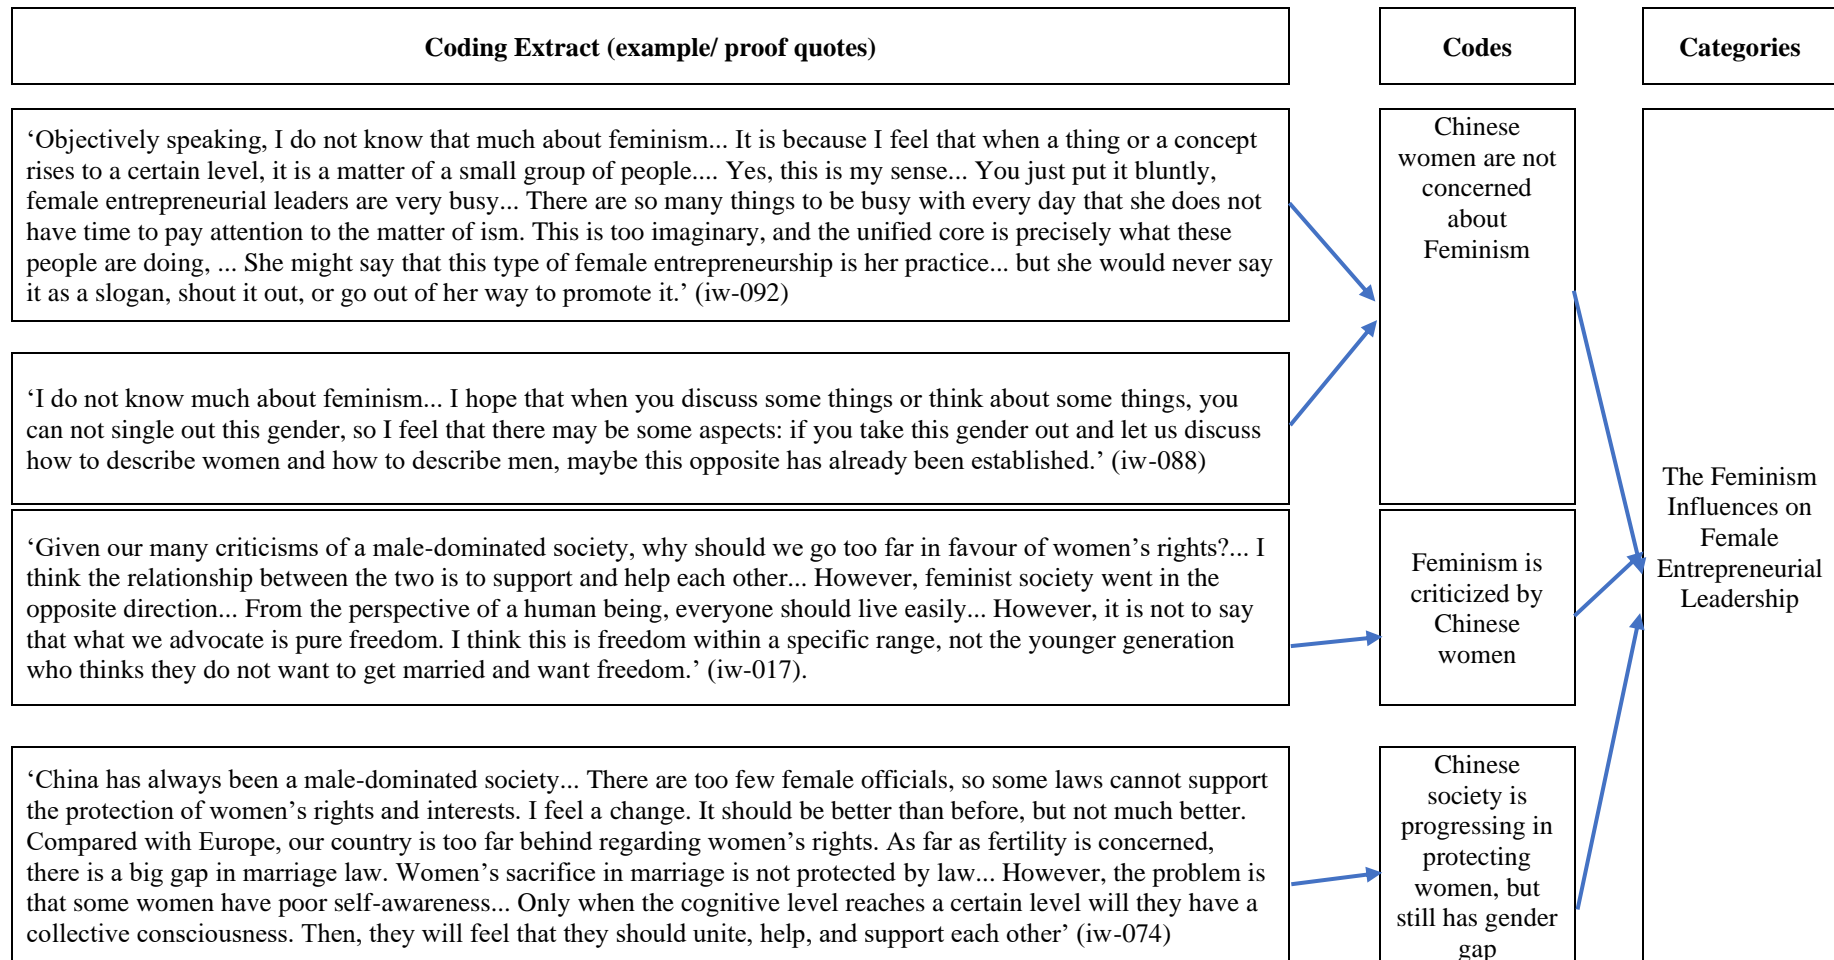 Coding Extract (example/ proof quotes)
Codes
Categories
‘Objectively speaking, I do not know that much about feminism... It is because I feel that when a thing or a concept
rises to a certain level, it is a matter of a small group of people.... Yes, this is my sense... You just put it bluntly,
female entrepreneurial leaders are very busy... There are so many things to be busy with every day that she does not
have time to pay attention to the matter of ism. This is too imaginary, and the unified core is precisely what these
people are doing, ... She might say that this type of female entrepreneurship is her practice... but she would never say
it as a slogan, shout it out, or go out of her way to promote it.’ (iw-092)
‘I do not know much about feminism... I hope that when you discuss some things or think about some things, you
can not single out this gender, so I feel that there may be some aspects: if you take this gender out and let us discuss
how to describe women and how to describe men, maybe this opposite has already been established.’ (iw-088)
Chinese
women are not
concerned
about
Feminism
‘Given our many criticisms of a male-dominated society, why should we go too far in favour of women’s rights?... I
think the relationship between the two is to support and help each other... However, feminist society went in the
opposite direction... From the perspective of a human being, everyone should live easily... However, it is not to say
that what we advocate is pure freedom. I think this is freedom within a specific range, not the younger generation
who thinks they do not want to get married and want freedom.’ (iw-017).
Feminism is
criticized by
Chinese
women
‘China has always been a male-dominated society... There are too few female officials, so some laws cannot support
the protection of women’s rights and interests. I feel a change. It should be better than before, but not much better.
Compared with Europe, our country is too far behind regarding women’s rights. As far as fertility is concerned,
there is a big gap in marriage law. Women’s sacrifice in marriage is not protected by law... However, the problem is
that some women have poor self-awareness... Only when the cognitive level reaches a certain level will they have a
collective consciousness. Then, they will feel that they should unite, help, and support each other’ (iw-074)
Chinese
society is
progressing in
protecting
women, but
still has gender
gap
The Feminism
Influences on
Female
Entrepreneurial
Leadership